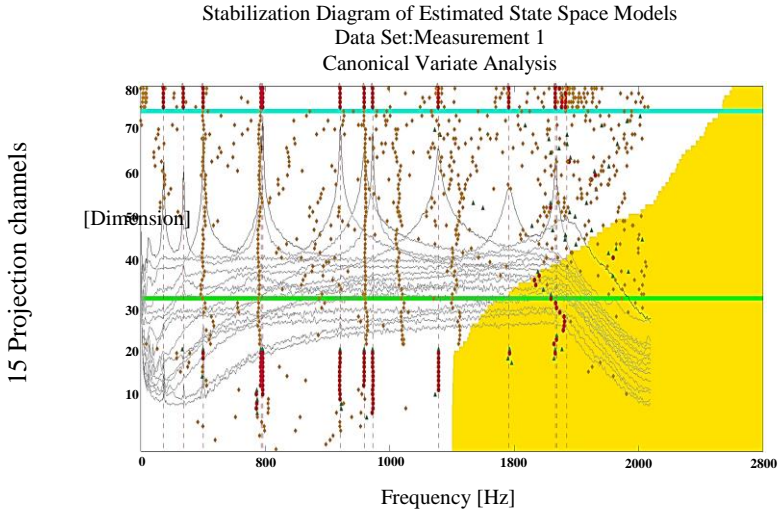 Stabilization Diagram of Estimated State Space Models
Data Set:Measurement 1
Canonical Variate Analysis
15 Projection channels
[Dimension]
80
70
60
50
40
30
20
10
0 800 1000 1800 2000 2800
Frequency [Hz]